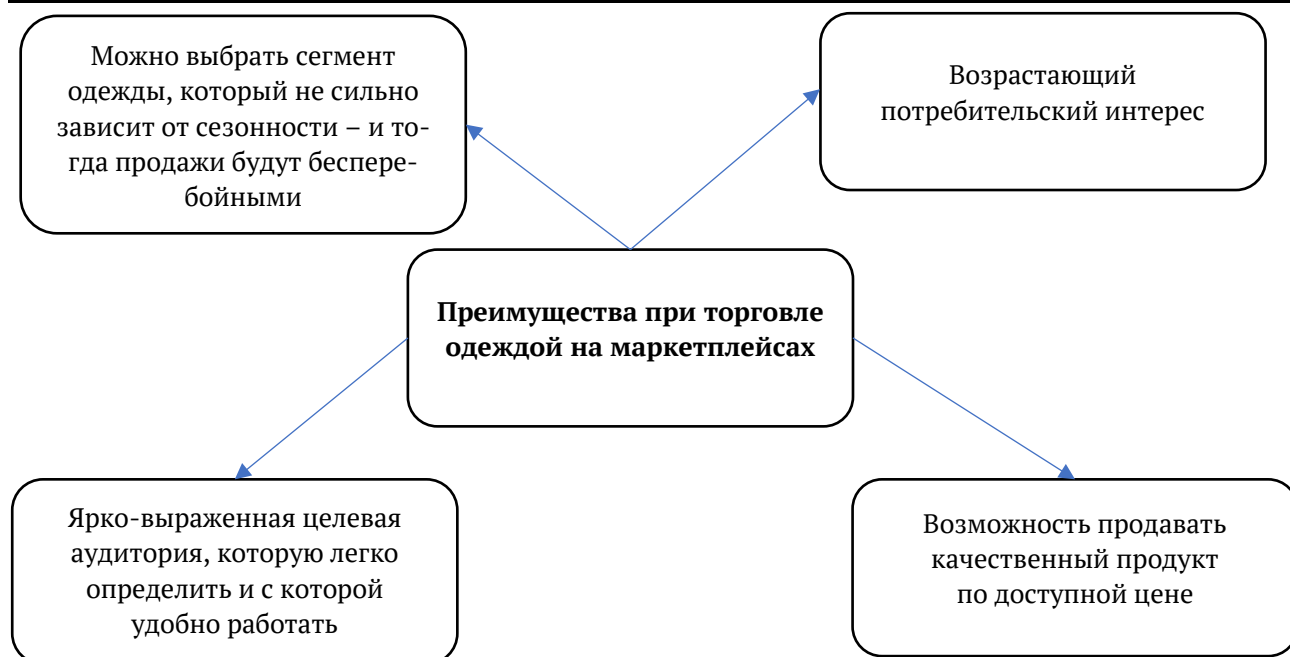 Можно выбрать сегмент
одежды, который не сильно
зависит от сезонности – и то-
гда продажи будут беспере-
бойными
Возрастающий
потребительский интерес
Преимущества при торговле
одеждой на маркетплейсах
Ярко-выраженная целевая
аудитория, которую легко
определить и с которой
удобно работать
Возможность продавать
качественный продукт
по доступной цене